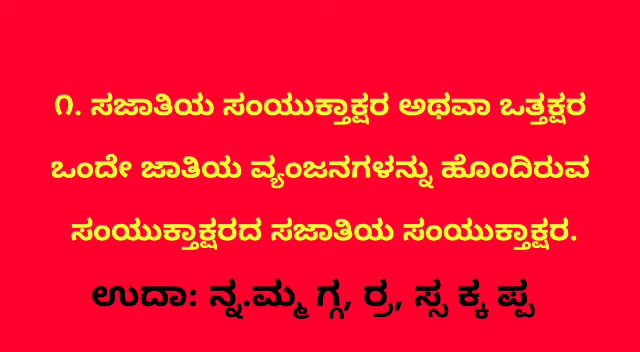 ೧. ಸಜಾತಿಯ ಸಂಯುಕ್ತಾಕ್ಷರ ಅಥವಾ ಒತ್ತಕ್ಷರ
ಒಂದೇ ಜಾತಿಯ ವ್ಯಂಜನಗಳನ್ನು ಹೊಂದಿರುವ
ಸಂಯುಕ್ತಾಕ್ಷರದ ಸಜಾತಿಯ ಸಂಯುಕ್ತಾಕ್ಷರ.
ಉದಾ: ನ್ನ.ಮ್ಮ ಗ್ಗ, ರ‍್ರ, ಸ್ಸ ಕ್ಕ ಪ್ಪ